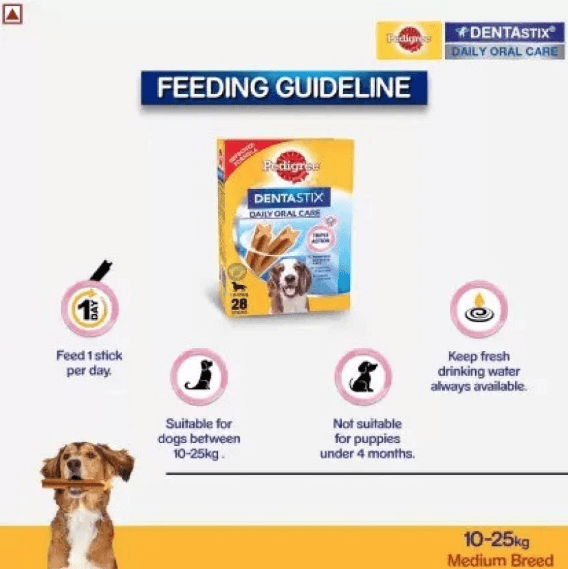 Pedigree
DENTASTIX®
DAILY ORAL CARE
FEEDING GUIDELINE
IMPROVED
FORMULA
Pedigree
DENTASTIX
DAILY ORAL CARE
TRIPLE
ACTION
28
1
DAY
Feed 1 stick
per day.
Suitable for
dogs between
10-25kg.
Not suitable
for puppies
under 4 months.
Keep fresh
drinking water
always available.
10-25kg
Medium Breed